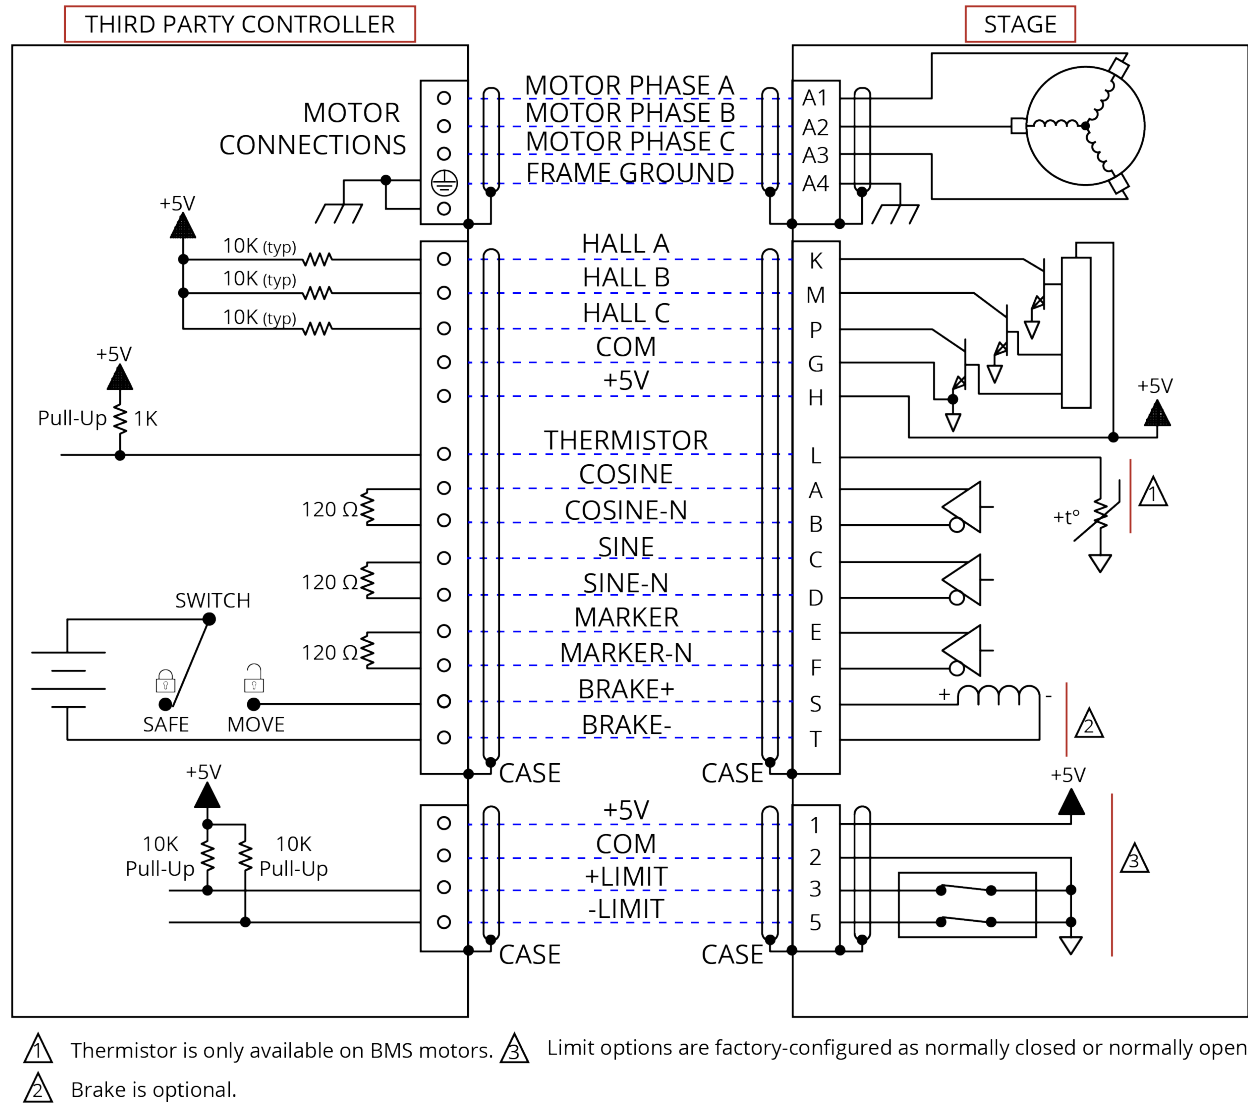 THIRD PARTY CONTROLLER
STAGE
MOTOR
CONNECTIONS
MOTOR PHASE A
A1
MOTOR PHASE B
A2
MOTOR PHASE C
A3
FRAME GROUND
A4
+5V
10K (typ)
HALL A
K
10K (typ)
HALL B
M
10K (typ)
HALL C
P
COM
G
+5V
H
+5V
+5V
Pull-Up
1K
THERMISTOR
L
COSINE
A
1
120 Ω
COSINE-N
B
+t°
SINE
C
120 Ω
SINE-N
D
MARKER
E
120 Ω
MARKER-N
F
SWITCH
BRAKE+
S
+
-
SAFE
MOVE
BRAKE-
T
2
CASE
CASE
+5V
+5V
+5V
1
10K
Pull-Up
10K
Pull-Up
COM
2
+LIMIT
3
3
-LIMIT
5
CASE
CASE
1 Thermistor is only available on BMS motors.
3 Limit options are factory-configured as normally closed or normally open
2 Brake is optional.